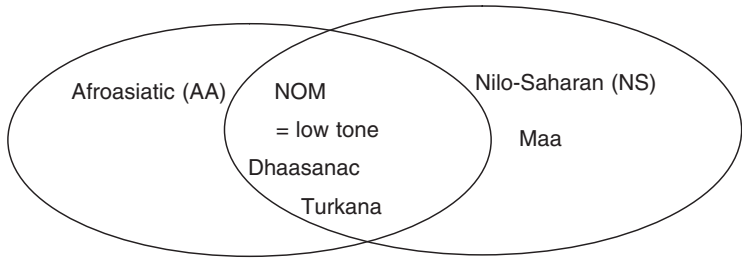 Afroasiatic (AA)
NOM
= low tone
Dhaasanac
Turkana
Nilo-Saharan (NS)
Maa